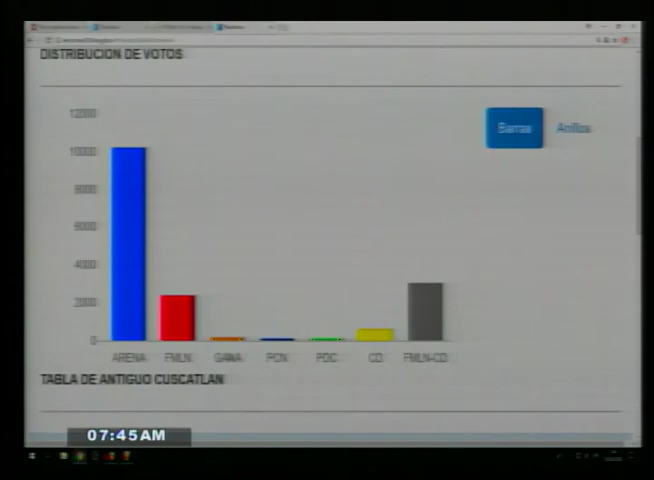 DISTRIBUCION DE VOTOS
12000
10000
8000
6000
4000
2000
0
Barras Anillos
ARENA FMLN GANA PCN PDC CD FMLN-CD
TABLA DE ANTIGUO CUSCATLAN
07:45AM